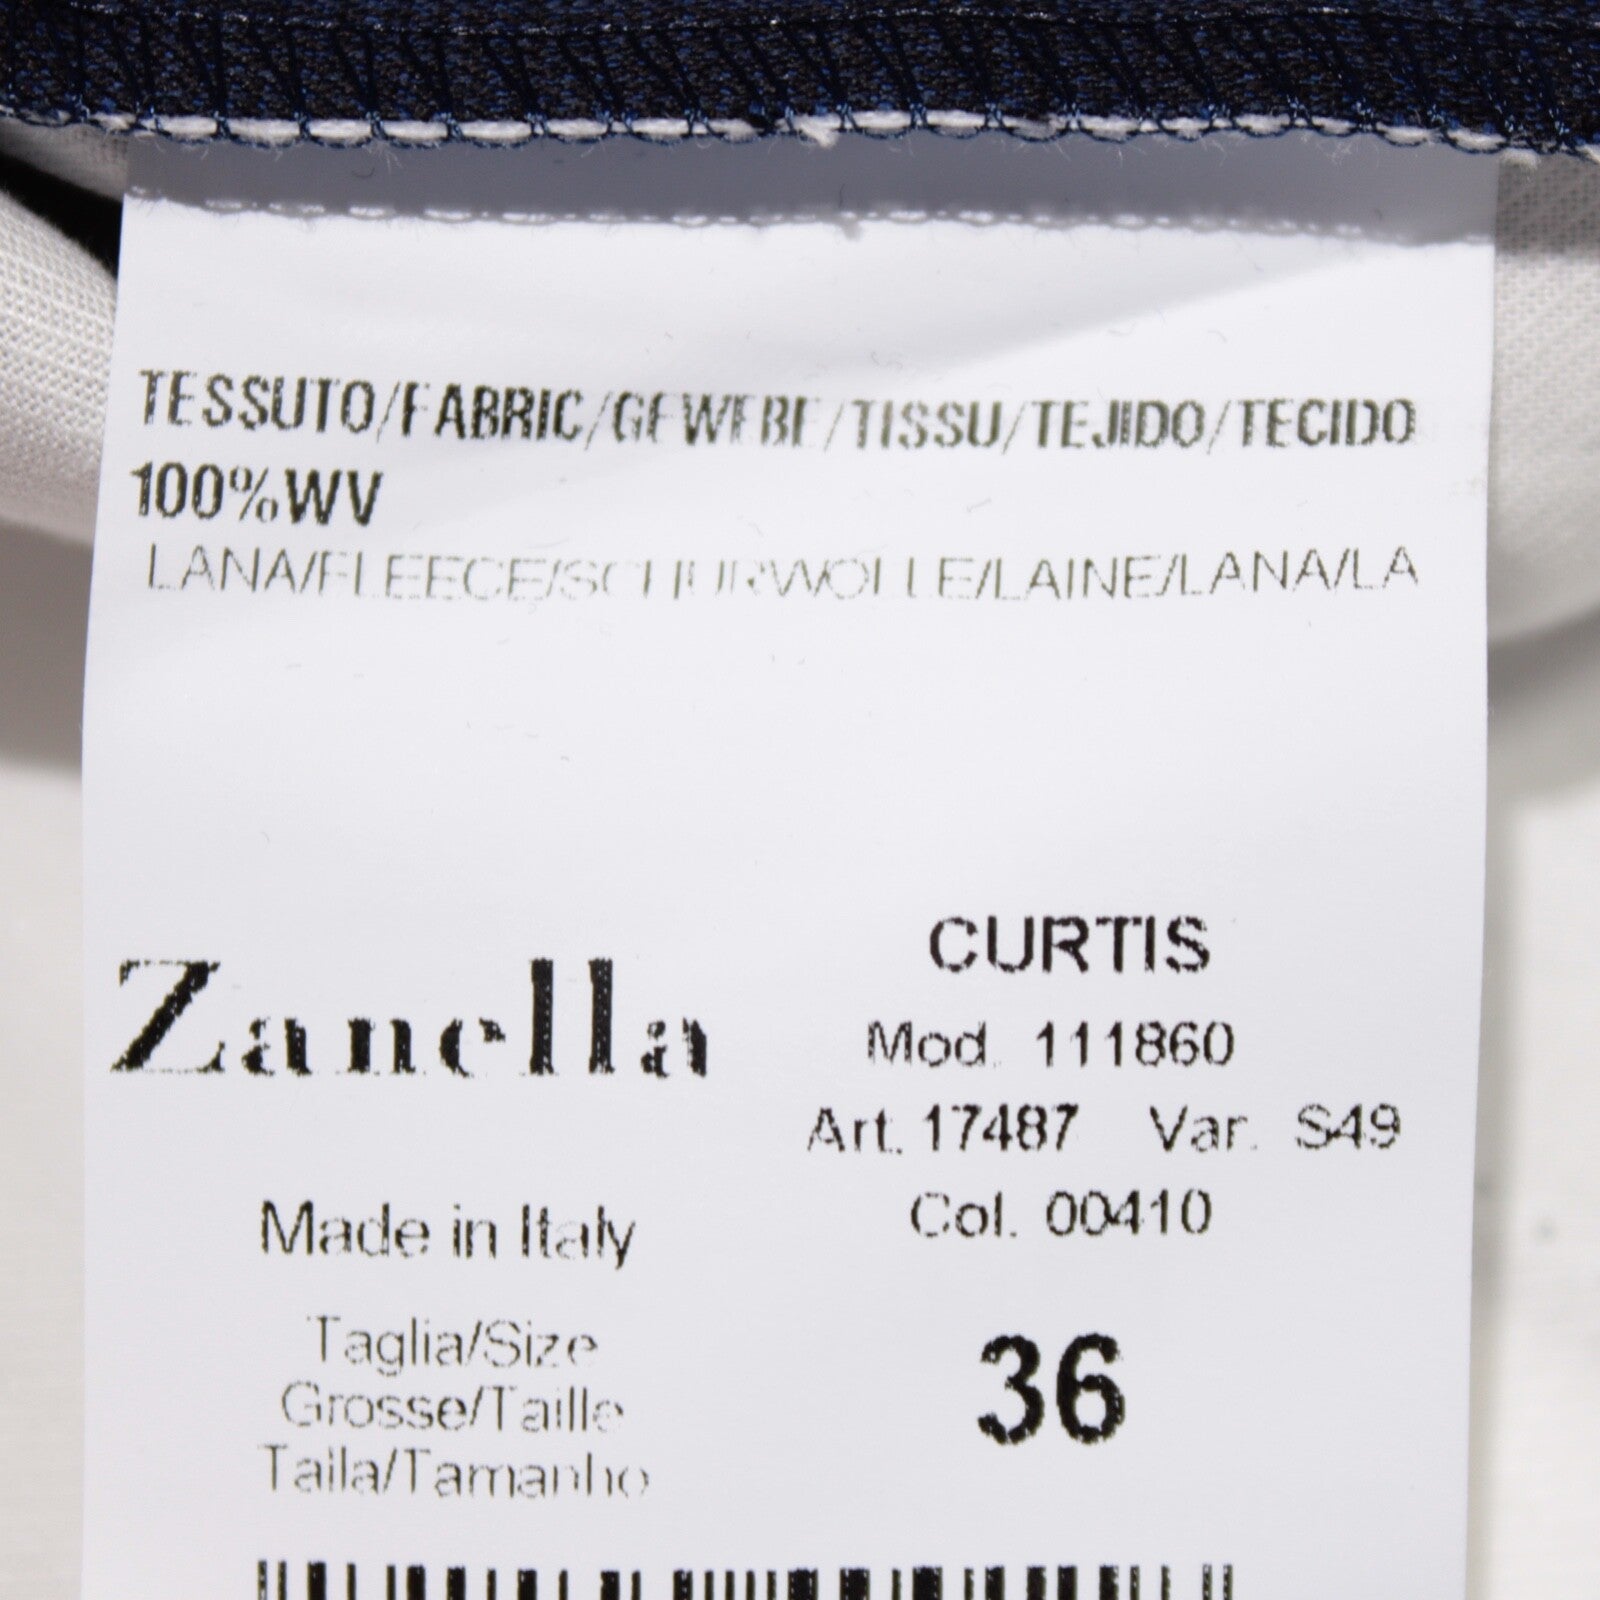 TESSUTO/FABRIC/GEWEBE/TISSU/TEJIDO/TECIDO
100%WV
LANA/FLEECE/SCHURWOLLE/LAINE/LANA/LA
Zanella
CURTIS
Mod. 111860
Art. 17487 Var. S49
Col. 00410
Made in Italy
Taglia/Size
Grosse/Taille
Taila/Tamanho
36